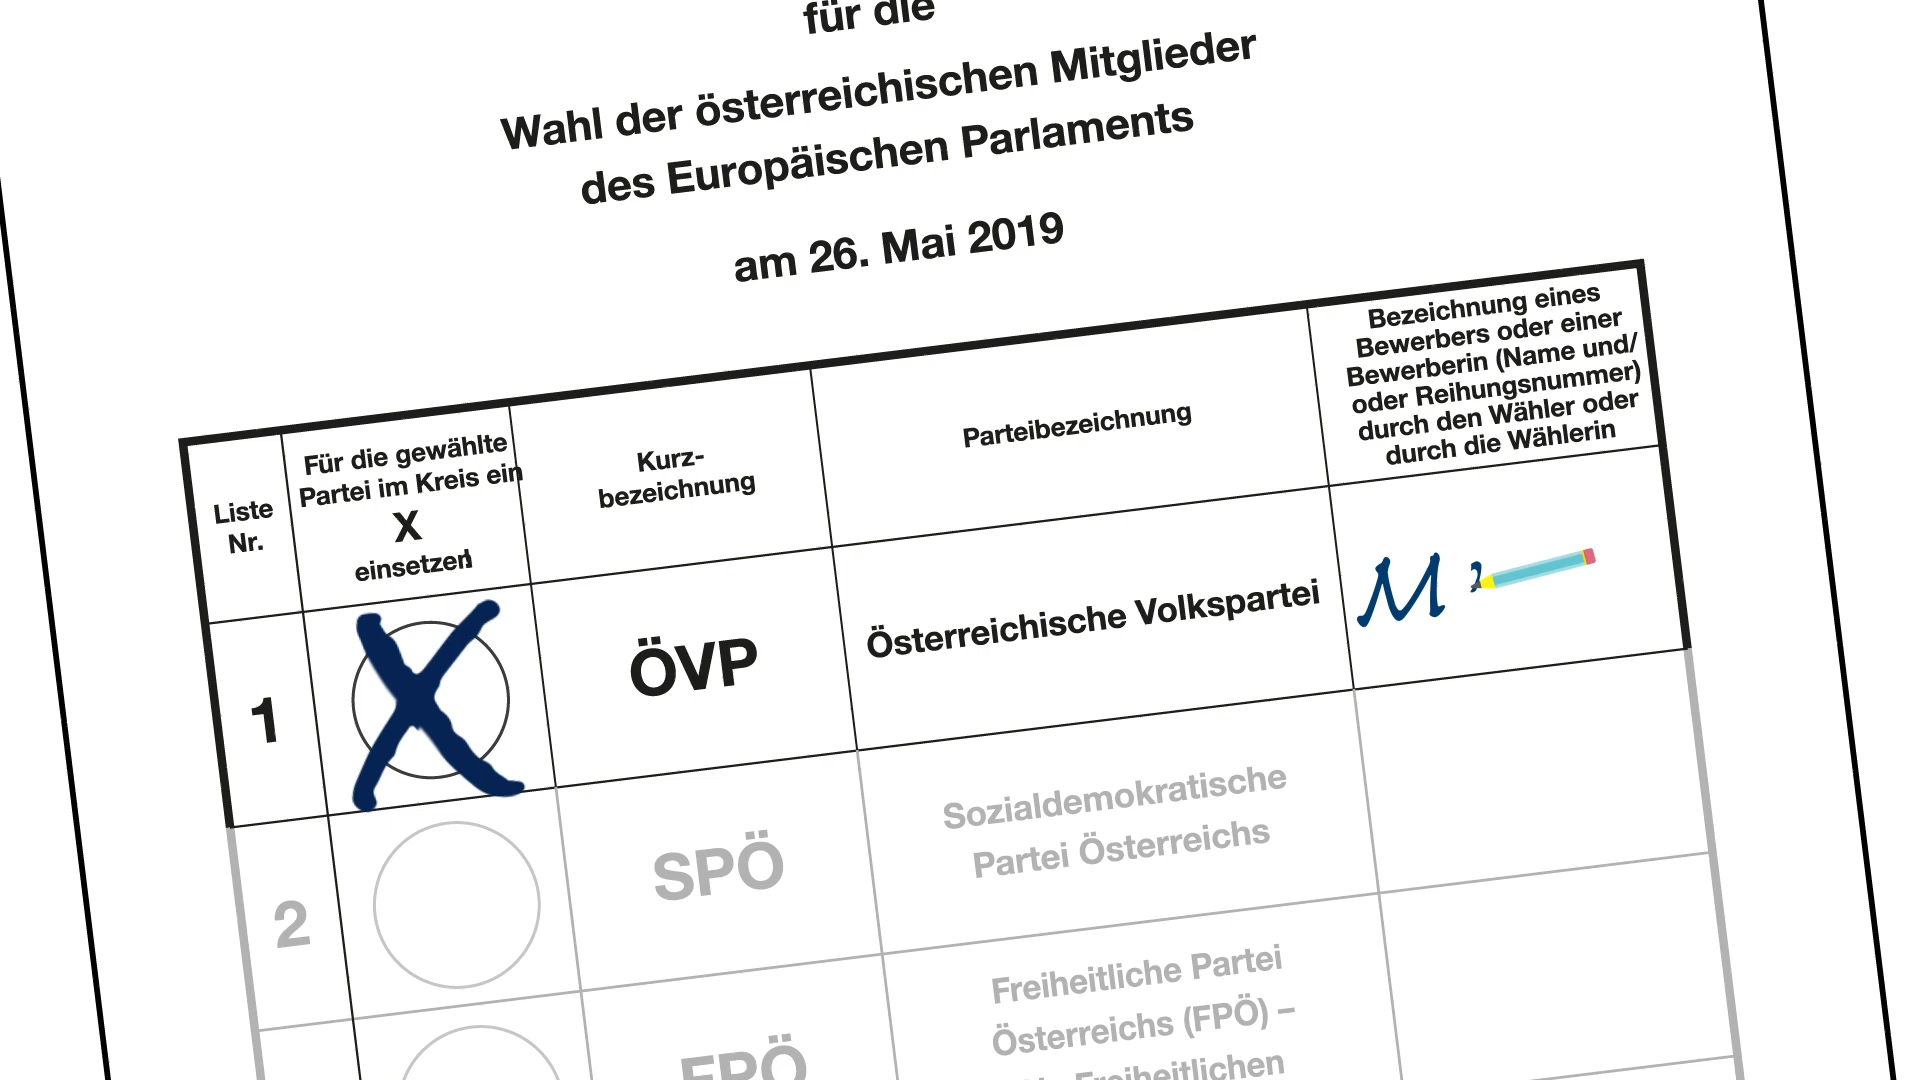 für die
Wahl der österreichischen Mitglieder
des Europäischen Parlaments
am 26. Mai 2019
Liste
Nr.
Für die gewählte
Partei im Kreis ein
X
einsetzen!
Kurz-
bezeichnung
Parteibezeichnung
Bezeichnung eines
Bewerbers oder einer
Bewerberin (Name und/
oder Reihungsnummer)
durch den Wähler oder
durch die Wählerin
1
X
ÖVP
Österreichische Volkspartei
M
2
SPÖ
Sozialdemokratische
Partei Österreichs
FPÖ
Freiheitliche Partei
Österreichs (FPÖ) –
Freiheitlichen